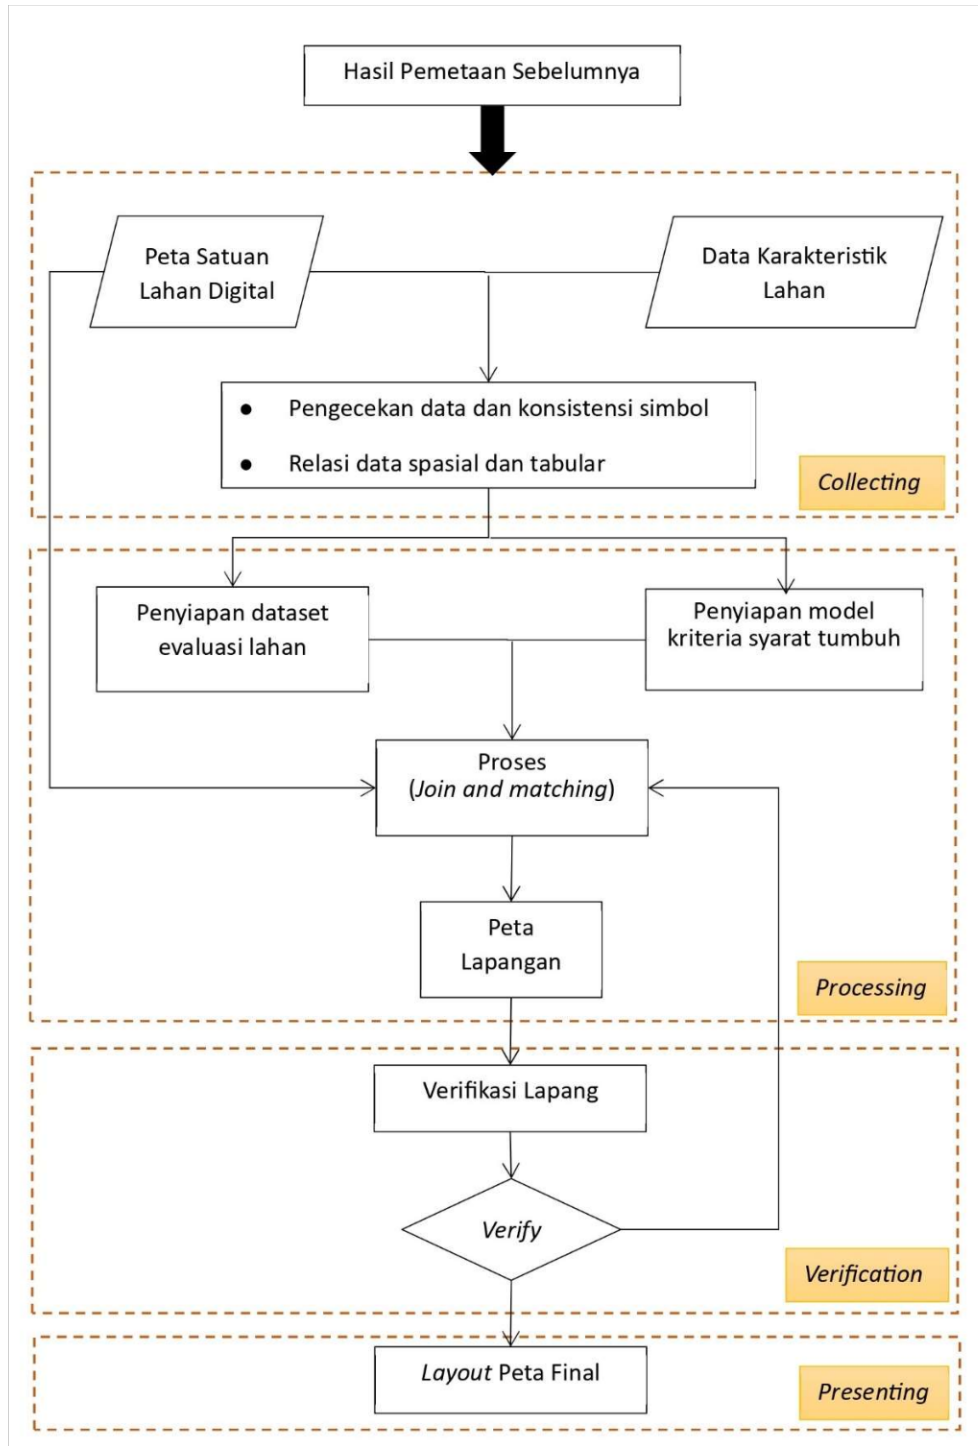 Hasil Pemetaan Sebelumnya
Peta Satuan
Lahan Digital
Data Karakteristik
Lahan
● Pengecekan data dan konsistensi simbol
● Relasi data spasial dan tabular
Collecting
Penyiapan dataset
evaluasi lahan
Penyiapan model
kriteria syarat tumbuh
Proses
(Join and matching)
Peta
Lapangan
Processing
Verifikasi Lapang
Verify
Verification
Layout Peta Final
Presenting